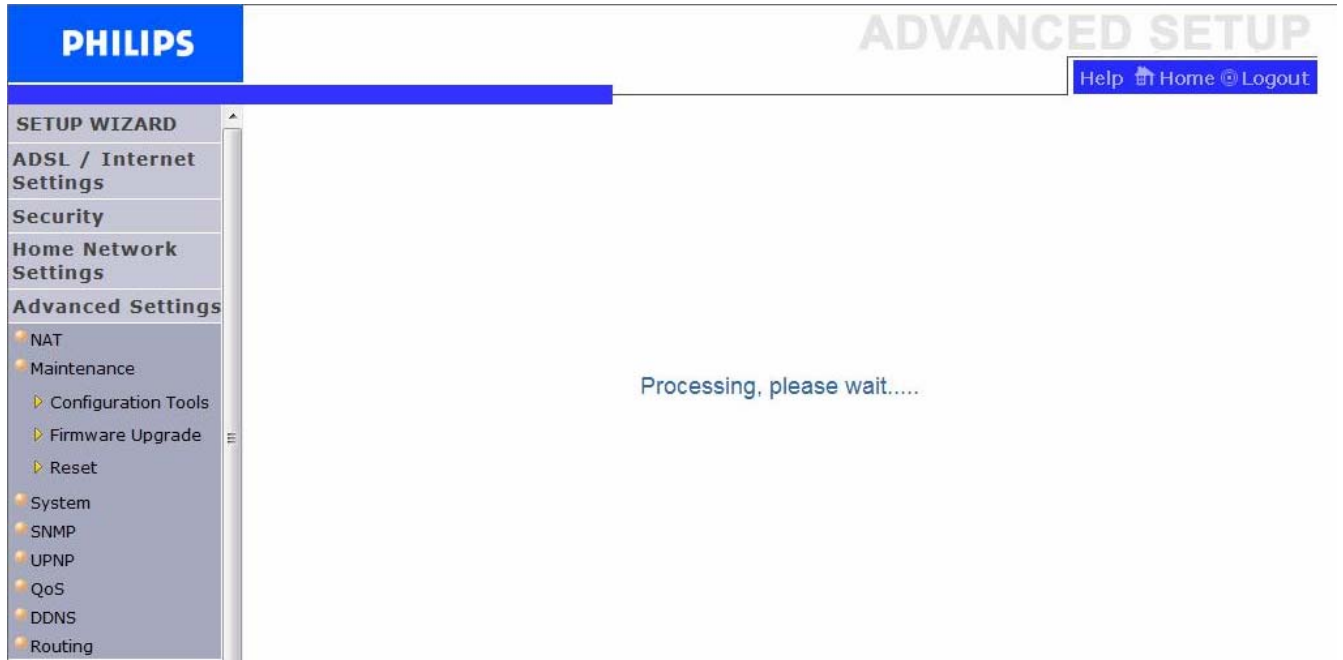 PHILIPS
ADVANCED SETUP
Help Home Logout
SETUP WIZARD
ADSL / Internet
Settings
Security
Home Network
Settings
Advanced Settings
NAT
Maintenance
Configuration Tools
Firmware Upgrade
Reset
System
SNMP
UPNP
QoS
DDNS
Routing
Processing, please wait.....